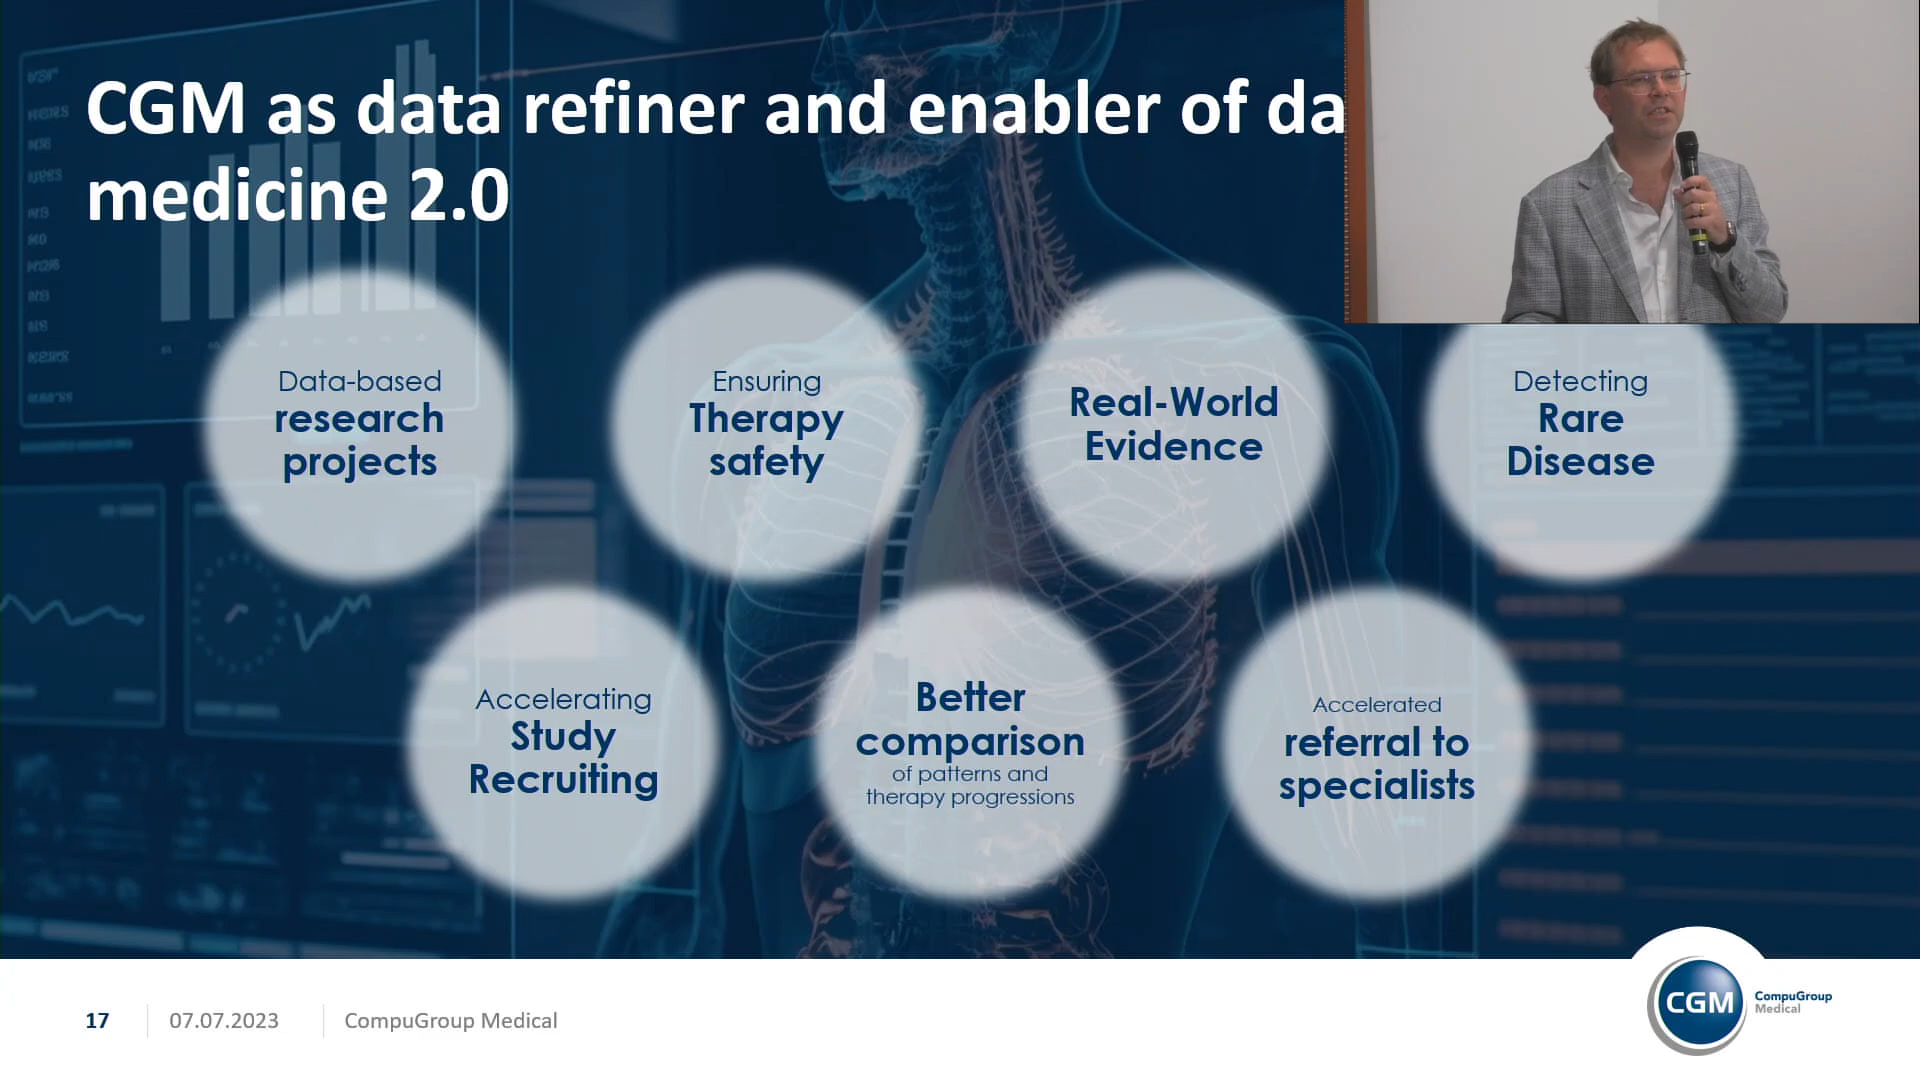 CGM as data refiner and enabler of da
medicine 2.0
Data-based
research
projects
Ensuring
Therapy
safety
Real-World
Evidence
Detecting
Rare
Disease
Accelerating
Study
Recruiting
Better
comparison
of patterns and
therapy progressions
Accelerated
referral to
specialists
17
07.07.2023
CompuGroup Medical
CGM
CompuGroup
Medical